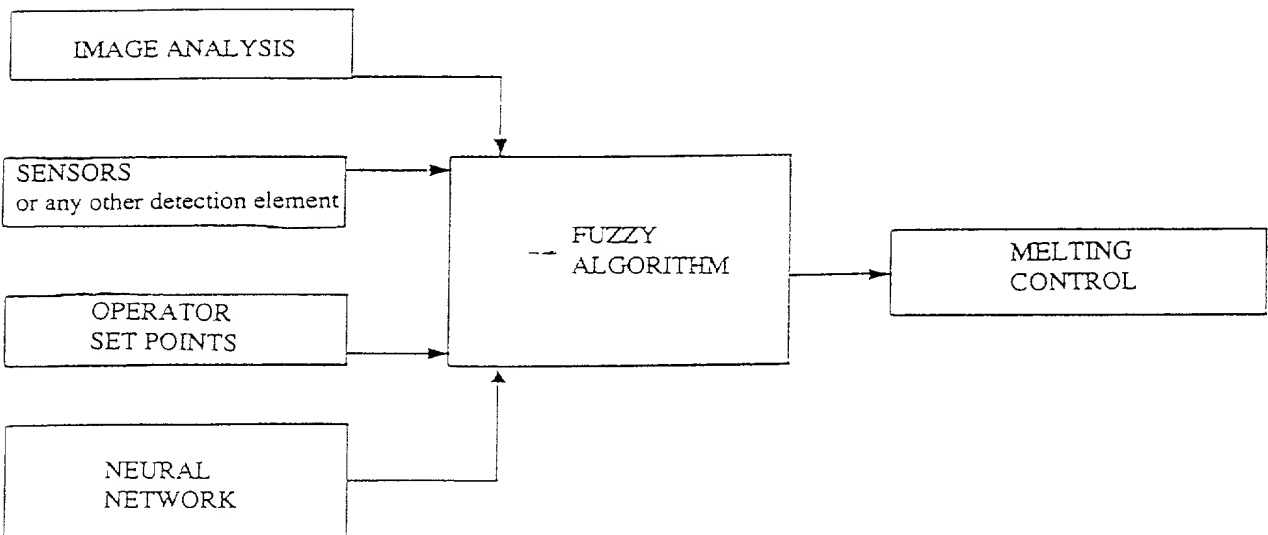 IMAGE ANALYSIS
SENSORS
or any other detection element
OPERATOR
SET POINTS
NEURAL
NETWORK
FUZZY
ALGORITHM
MELTING
CONTROL